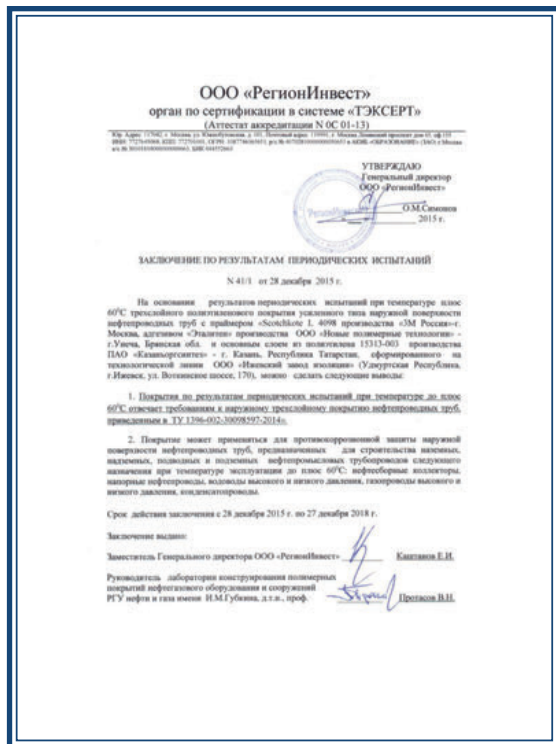 ООО «РегионИнвест»
орган по сертификации в системе «ТЭКСЕРТ»
(Аттестат аккредитации N 0С 01-13)
УТВЕРЖДАЮ
Генеральный директор
ООО «РегионИнвест»
О.М.Симонов
2015 г.
ЗАКЛЮЧЕНИЕ ПО РЕЗУЛЬТАТАМ ПЕРИОДИЧЕСКИХ ИСПЫТАНИЙ
N 41/1 от 28 декабря 2015 г.
На основании результатов периодических испытаний при температуре плюс
60⁰С трехслойного полиэтиленового покрытия усиленного типа наружной поверхности
нефтепроводных труб с праймером «Scotchkote L 4098 производства «3М Россия»-г.
Москва, адгезивом «Эталитен» производства ООО «Новые полимерные технологии» -
г.Унеча, Брянская обл. и основным слоем из полиэтилена 15313-003 производства
ПАО «Казаньоргсинтез» - г. Казань, Республика Татарстан, сформированного на
технологической линии ООО «Ижевский завод изоляции» (Удмуртская Республика,
г.Ижевск, ул. Воткинское шоссе, 170), можно сделать следующие выводы:
1. Покрытия по результатам периодических испытаний при температуре до плюс
60⁰С отвечает требованиям к наружному трехслойному покрытию нефтепроводных труб,
приведенным в ТУ 1396-002-30098597-2014».
2. Покрытие может применяться для противокоррозионной защиты наружной
поверхности нефтепроводных труб, предназначенных для строительства наземных,
надземных, подводных и подземных нефтепромысловых трубопроводов следующего
назначения при температуре эксплуатации до плюс 60⁰С: нефтесборные коллекторы,
напорные нефтепроводы, водоводы высокого и низкого давления, газопроводы высокого и
низкого давления, конденсатопроводы.
Срок действия заключения с 28 декабря 2015 г. по 27 декабря 2018 г.
Заключение выдано:
Заместитель Генерального директора ООО «РегионИнвест» Каштанов Е.И.
Руководитель лаборатории конструирования полимерных
покрытий нефтегазового оборудования и сооружений
РГУ нефти и газа имени И.М.Губкина, д.т.н., проф. Протасов В.Н.